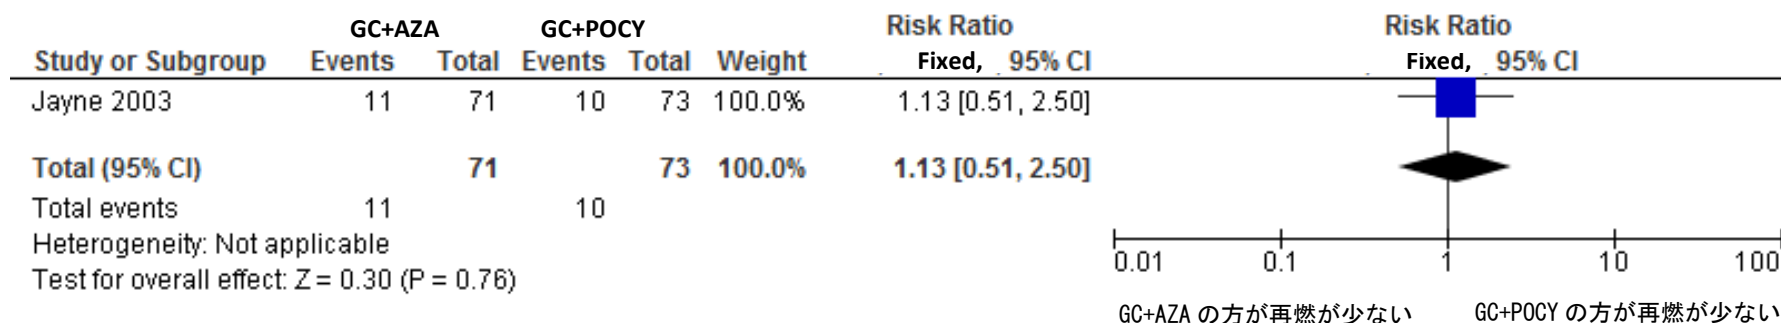 GC+AZA GC+POCY Risk Ratio Risk Ratio
Study or Subgroup Events Total Events Total Weight Fixed, 95% CI Fixed, 95% CI
Jayne 2003 11 71 10 73 100.0% 1.13 [0.51, 2.50]
Total (95% CI) 71 73 100.0% 1.13 [0.51, 2.50]
Total events 11 10
Heterogeneity: Not applicable
Test for overall effect: Z = 0.30 (P = 0.76)
0.01 0.1 1 10 100
GC+AZA の方が再燃が少ない GC+POCY の方が再燃が少ない